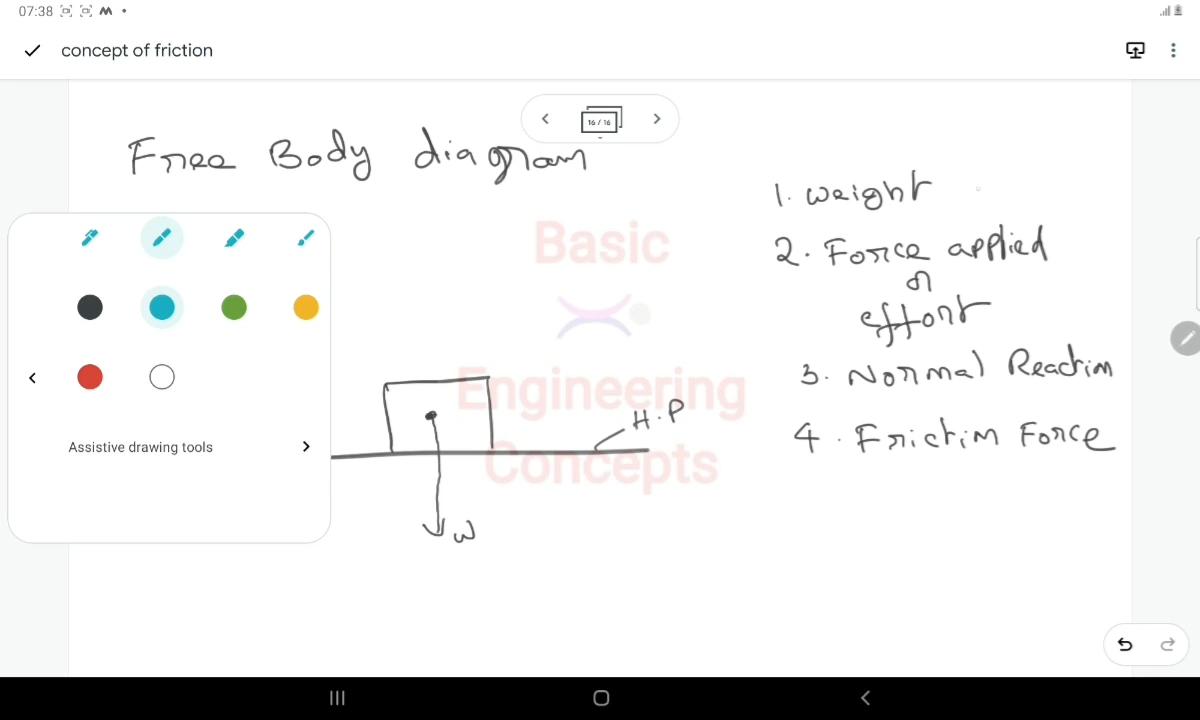 07:38
concept of friction
16 / 16
Free Body diagram
1. weight
2. Force applied
or
effort
3. Normal Reaction
4. Friction Force
Basic
Engineering
Concepts
H.P
W
Assistive drawing tools